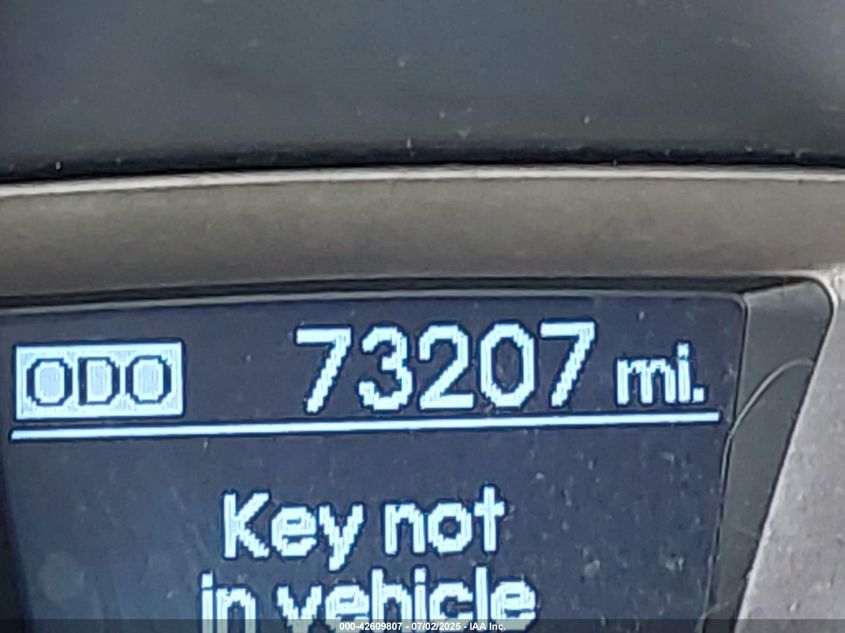 ODO 73207 mi.
Key not
in vehicle
000-42609807 - 07/02/2025 - IAA Inc.